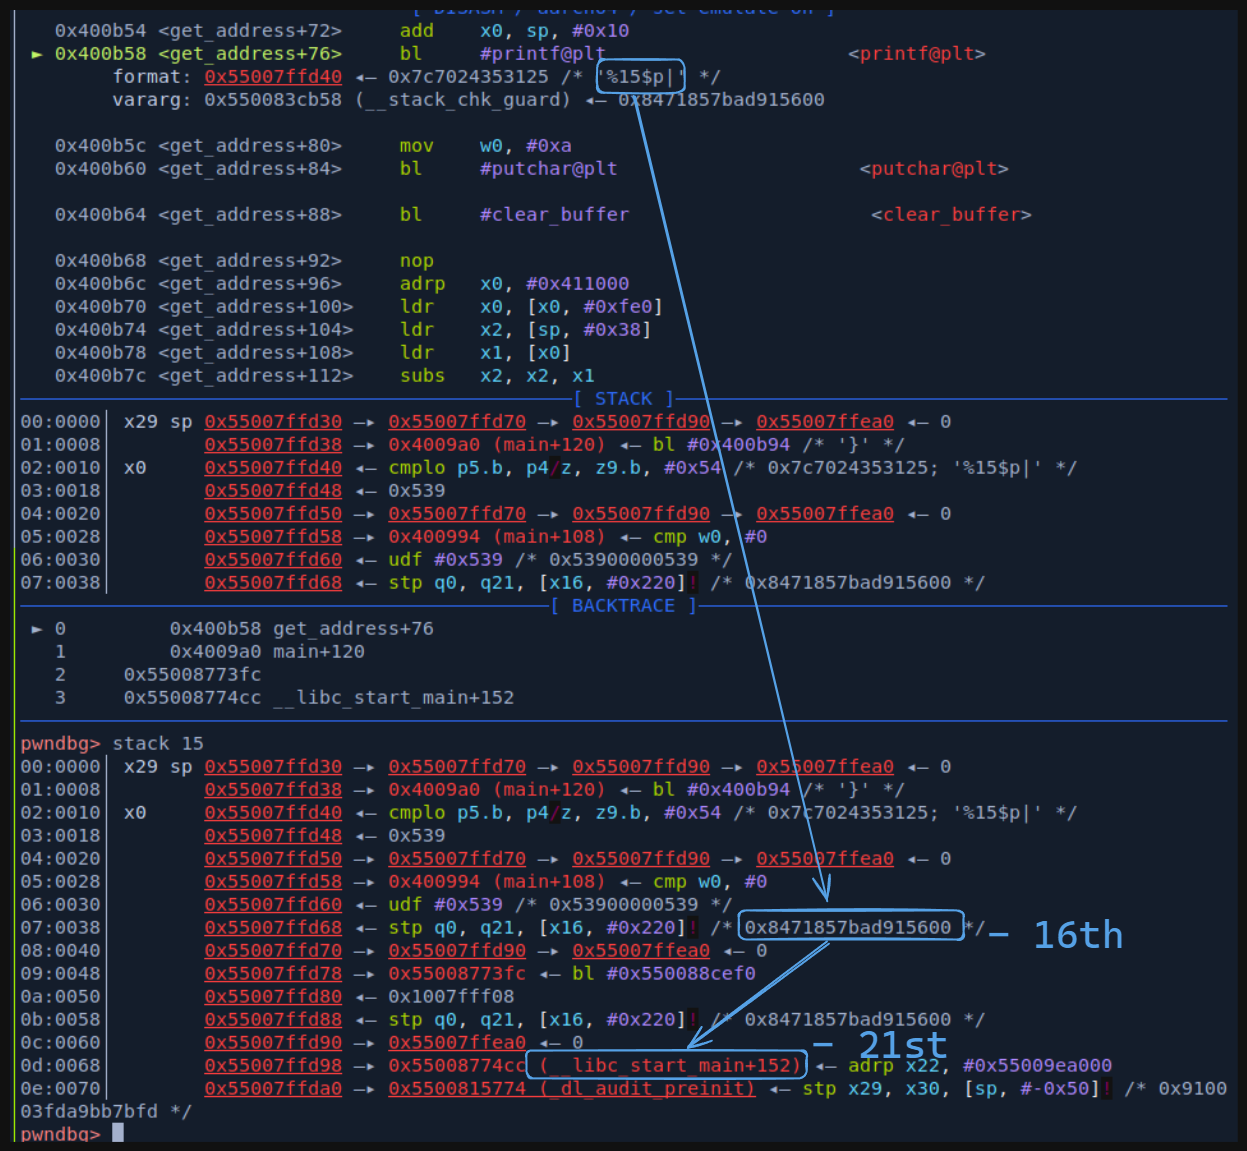 [ DISASM / aarch64 / set emulate on ]
0x400b54 <get_address+72> add x0, sp, #0x10
► 0x400b58 <get_address+76> bl #printf@plt <printf@plt>
format: 0x55007ffd40 ◂— 0x7c7024353125 /* '%15$p|' */
vararg: 0x550083cb58 (__stack_chk_guard) ◂— 0x8471857bad915600
0x400b5c <get_address+80> mov w0, #0xa
0x400b60 <get_address+84> bl #putchar@plt <putchar@plt>
0x400b64 <get_address+88> bl #clear_buffer <clear_buffer>
0x400b68 <get_address+92> nop
0x400b6c <get_address+96> adrp x0, #0x411000
0x400b70 <get_address+100> ldr x0, [x0, #0xfe0]
0x400b74 <get_address+104> ldr x2, [sp, #0x38]
0x400b78 <get_address+108> ldr x1, [x0]
0x400b7c <get_address+112> subs x2, x2, x1
[ STACK ]
00:0000│ x29 sp 0x55007ffd30 —▸ 0x55007ffd70 —▸ 0x55007ffd90 —▸ 0x55007ffea0 ◂— 0
01:0008│ 0x55007ffd38 —▸ 0x4009a0 (main+120) ◂— bl #0x400b94 /* '}' */
02:0010│ x0 0x55007ffd40 ◂— cmplo p5.b, p4/z, z9.b, #0x54 /* 0x7c7024353125; '%15$p|' */
03:0018│ 0x55007ffd48 ◂— 0x539
04:0020│ 0x55007ffd50 —▸ 0x55007ffd70 —▸ 0x55007ffd90 —▸ 0x55007ffea0 ◂— 0
05:0028│ 0x55007ffd58 —▸ 0x400994 (main+108) ◂— cmp w0, #0
06:0030│ 0x55007ffd60 ◂— udf #0x539 /* 0x53900000539 */
07:0038│ 0x55007ffd68 ◂— stp q0, q21, [x16, #0x220]! /* 0x8471857bad915600 */
[ BACKTRACE ]
► 0 0x400b58 get_address+76
1 0x4009a0 main+120
2 0x55008773fc
3 0x55008774cc __libc_start_main+152
pwndbg> stack 15
00:0000│ x29 sp 0x55007ffd30 —▸ 0x55007ffd70 —▸ 0x55007ffd90 —▸ 0x55007ffea0 ◂— 0
01:0008│ 0x55007ffd38 —▸ 0x4009a0 (main+120) ◂— bl #0x400b94 /* '}' */
02:0010│ x0 0x55007ffd40 ◂— cmplo p5.b, p4/z, z9.b, #0x54 /* 0x7c7024353125; '%15$p|' */
03:0018│ 0x55007ffd48 ◂— 0x539
04:0020│ 0x55007ffd50 —▸ 0x55007ffd70 —▸ 0x55007ffd90 —▸ 0x55007ffea0 ◂— 0
05:0028│ 0x55007ffd58 —▸ 0x400994 (main+108) ◂— cmp w0, #0
06:0030│ 0x55007ffd60 ◂— udf #0x539 /* 0x53900000539 */
07:0038│ 0x55007ffd68 ◂— stp q0, q21, [x16, #0x220]! /* 0x8471857bad915600 */ - 16th
08:0040│ 0x55007ffd70 —▸ 0x55007ffd90 —▸ 0x55007ffea0 ◂— 0
09:0048│ 0x55007ffd78 —▸ 0x55008773fc ◂— bl #0x550088cef0
0a:0050│ 0x55007ffd80 ◂— 0x1007fff08
0b:0058│ 0x55007ffd88 ◂— stp q0, q21, [x16, #0x220]! /* 0x8471857bad915600 */
0c:0060│ 0x55007ffd90 —▸ 0x55007ffea0 ◂— 0
- 21st
0d:0068│ 0x55007ffd98 —▸ 0x55008774cc (__libc_start_main+152) ◂— adrp x22, #0x55009ea000
0e:0070│ 0x55007ffda0 —▸ 0x5500815774 (_dl_audit_preinit) ◂— stp x29, x30, [sp, #-0x50]! /* 0x9100
03fda9bb7bfd */
pwndbg>